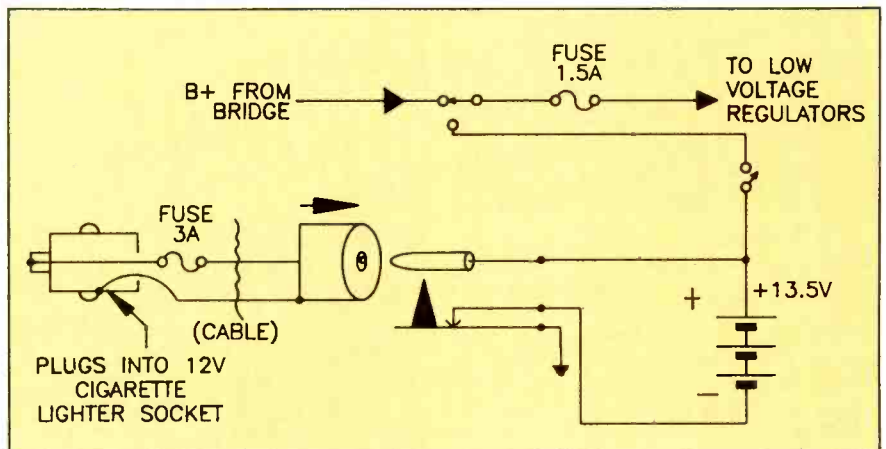 FUSE
1.5A
B+ FROM
BRIDGE
TO LOW
VOLTAGE
REGULATORS
FUSE
3A
(CABLE)
PLUGS INTO 12V
CIGARETTE
LIGHTER SOCKET
+
+13.5V
−